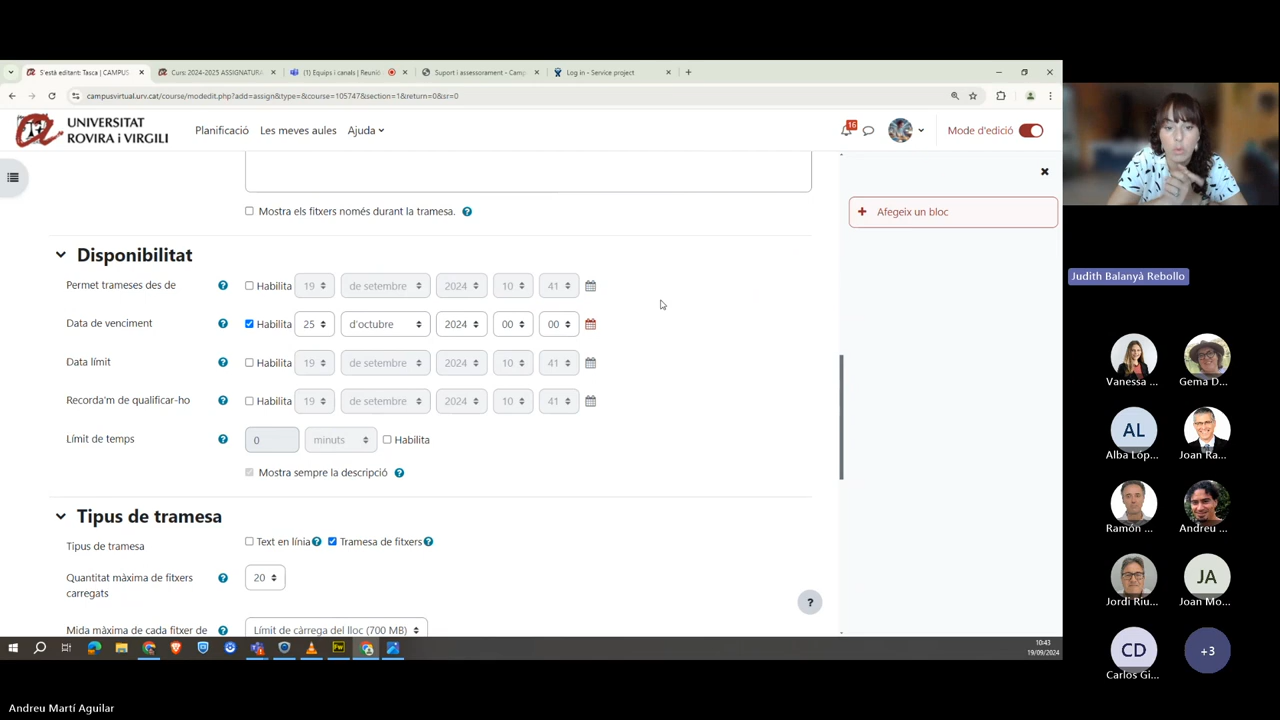 S'està editant: Tasca | CAMPUS
Curs: 2024-2025 ASSIGNATURA
(1) Equips i canals | Reunió
Suport i assessorament - Camp
Log in - Service project
campusvirtual.urv.cat/course/modedit.php?add=assign&type=&course=105747&section=1&return=0&sr=0
UNIVERSITAT
ROVIRA i VIRGILI
Planificació
Les meves aules
Ajuda
16
Mode d'edició
Mostra els fitxers només durant la tramesa.
Afegeix un bloc
Disponibilitat
Permet trameses des de
Habilita 19 de setembre 2024 10 41
Data de venciment
Habilita 25 d'octubre 2024 00 00
Data límit
Habilita 19 de setembre 2024 10 41
Recorda'm de qualificar-ho
Habilita 19 de setembre 2024 10 41
Límit de temps
0 minuts Habilita
Mostra sempre la descripció
Tipus de tramesa
Tipus de tramesa
Text en línia Tramesa de fitxers
Quantitat màxima de fitxers
carregats
20
Mida màxima de cada fitxer de
Límit de càrrega del lloc (700 MB)
?
Fw
10:43
19/09/2024
Judith Balanyà Rebollo
Vanessa ...
Gema D...
AL
Alba Lóp...
Joan Ra...
Ramón ...
Andreu ...
Jordi Riu...
JA
Joan Mo...
CD
Carlos Gi...
+3
Andreu Martí Aguilar